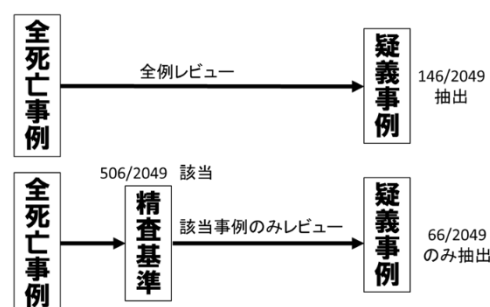 全死亡事例
全例レビュー
疑義事例
146/2049
抽出
全死亡事例
506/2049 該当
精査基準
該当事例のみレビュー
疑義事例
66/2049
のみ抽出